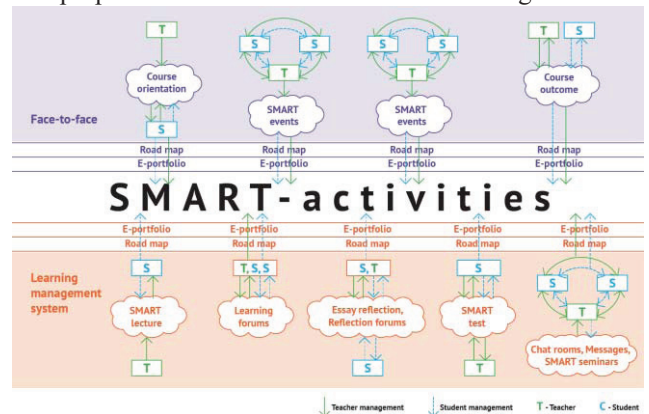 T
S
S
S
S
T
S
Course orientation
T
T
Course outcome
S
SMART events
SMART events
Face-to-face
Road map
Road map
Road map
Road map
E-portfolio
E-portfolio
E-portfolio
E-portfolio
SMART-activities
E-portfolio
E-portfolio
E-portfolio
E-portfolio
E-portfolio
Road map
Road map
Road map
Road map
Road map
Learning management system
S
T, S, S
S, T
S
S
S
T
SMART lecture
Learning forums
Essay reflection, Reflection forums
SMART test
Chat rooms, Messages, SMART seminars
T
S
T
Teacher management
Student management
T - Teacher
C - Student